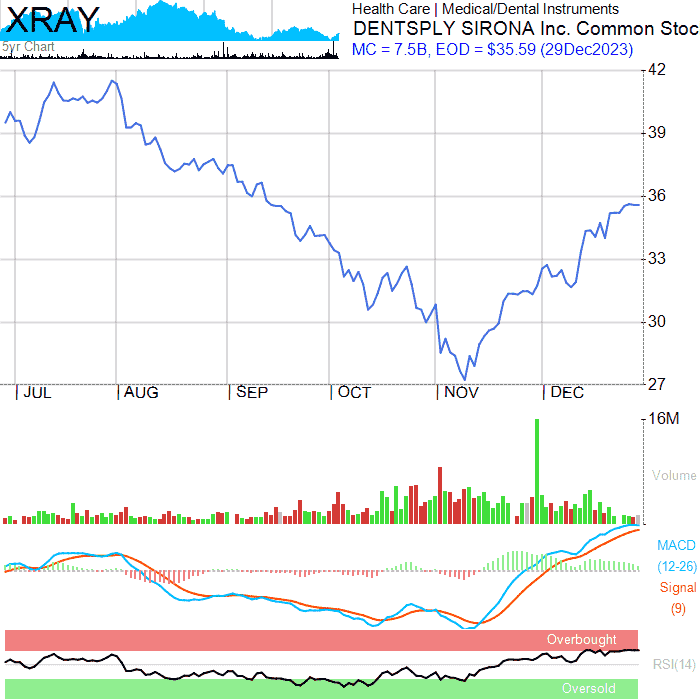 XRAY
5yr Chart
Health Care | Medical/Dental Instruments
DENTSPLY SIRONA Inc. Common Stoc
MC = 7.5B, EOD = $35.59 (29Dec2023)
42
39
36
33
30
27
|JUL |AUG |SEP |OCT |NOV |DEC
16M
Volume
MACD
(12-26)
Signal
(9)
Overbought
RSI(14)
Oversold